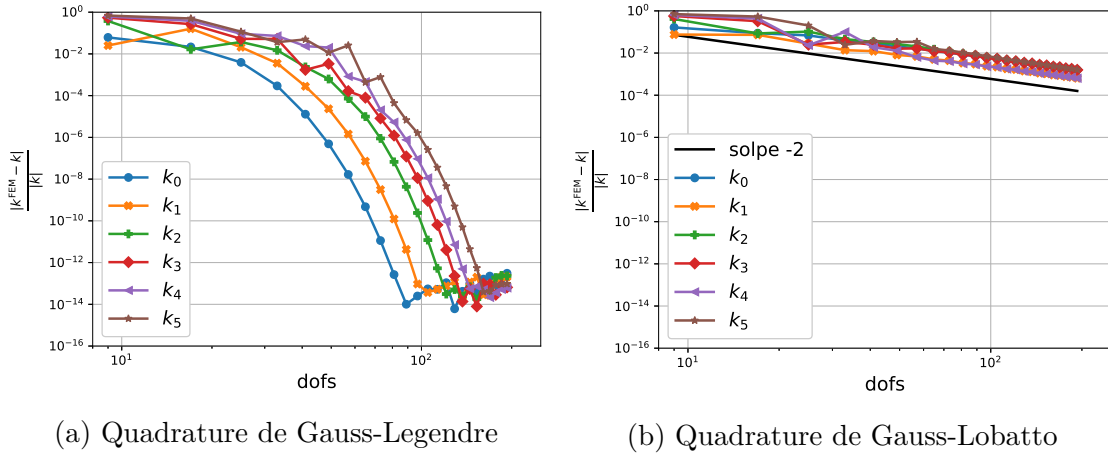 10^0
10^-2
10^-4
10^-6
10^-8
10^-10
10^-12
10^-14
10^-16
|k^FEM − k|
|k|
k_0
k_1
k_2
k_3
k_4
k_5
10^1
10^2
dofs
(a) Quadrature de Gauss-Legendre
10^0
10^-2
10^-4
10^-6
10^-8
10^-10
10^-12
10^-14
10^-16
|k^FEM − k|
|k|
solpe -2
k_0
k_1
k_2
k_3
k_4
k_5
10^1
10^2
dofs
(b) Quadrature de Gauss-Lobatto